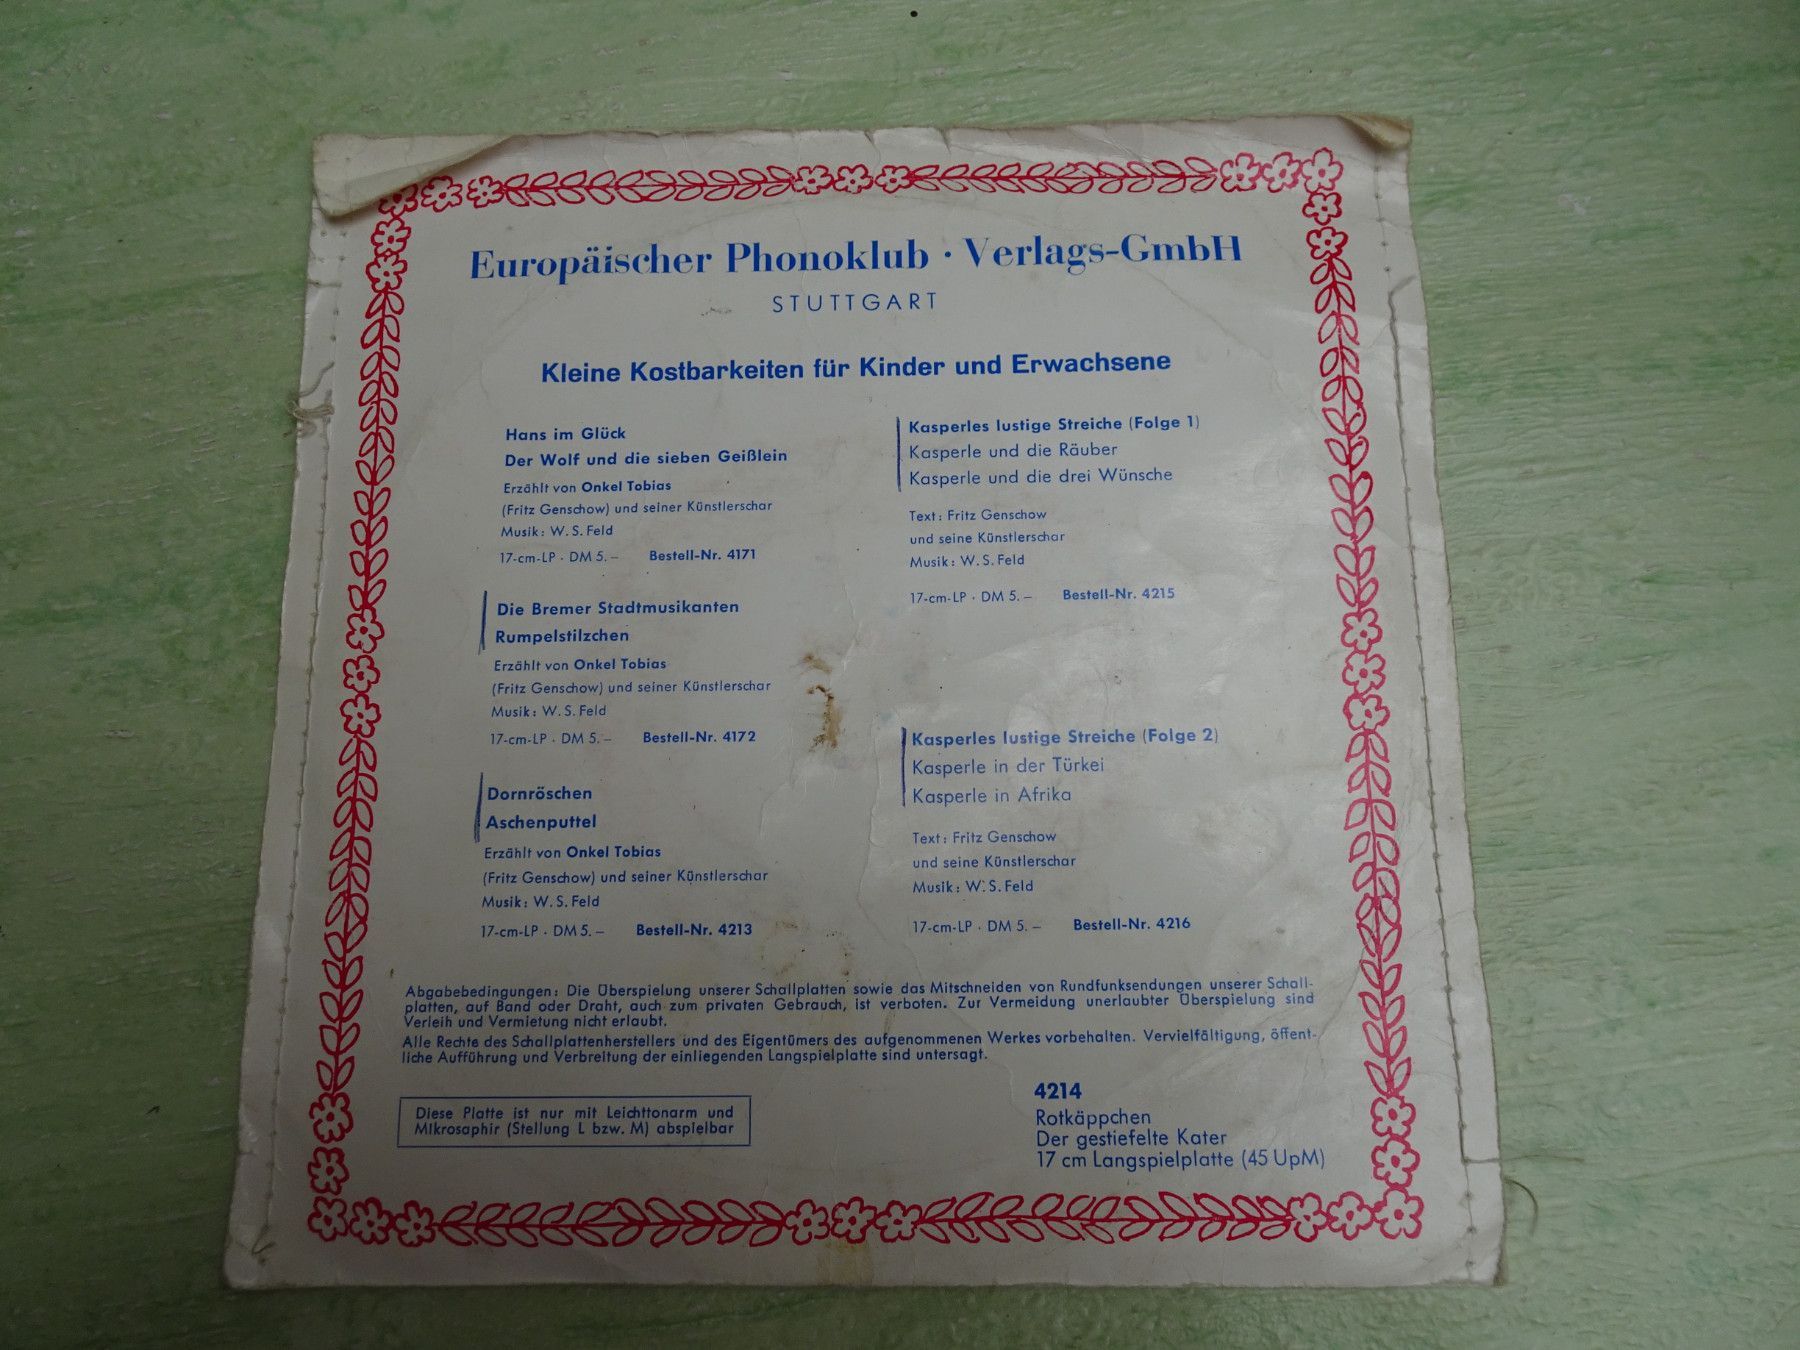 Europäischer Phonoklub · Verlags-GmbH
STUTTGART
Kleine Kostbarkeiten für Kinder und Erwachsene
Hans im Glück
Der Wolf und die sieben Geißlein
Erzählt von Onkel Tobias
(Fritz Genschow) und seiner Künstlerschar
Musik: W. S. Feld
17-cm-LP · DM 5.– Bestell-Nr. 4171
Die Bremer Stadtmusikanten
Rumpelstilzchen
Erzählt von Onkel Tobias
(Fritz Genschow) und seiner Künstlerschar
Musik: W. S. Feld
17-cm-LP · DM 5.– Bestell-Nr. 4172
Dornröschen
Aschenputtel
Erzählt von Onkel Tobias
(Fritz Genschow) und seiner Künstlerschar
Musik: W. S. Feld
17-cm-LP · DM 5.– Bestell-Nr. 4213
Kasperles lustige Streiche (Folge 1)
Kasperle und die Räuber
Kasperle und die drei Wünsche
Text: Fritz Genschow
und seine Künstlerschar
Musik: W. S. Feld
17-cm-LP · DM 5.– Bestell-Nr. 4215
Kasperles lustige Streiche (Folge 2)
Kasperle in der Türkei
Kasperle in Afrika
Text: Fritz Genschow
und seine Künstlerschar
Musik: W. S. Feld
17-cm-LP · DM 5.– Bestell-Nr. 4216
Abgabebedingungen: Die Überspielung unserer Schallplatten sowie das Mitschneiden von Rundfunksendungen unserer Schall-
platten, auf Band oder Draht, auch zum privaten Gebrauch, ist verboten. Zur Vermeidung unerlaubter Überspielung sind
Verleih und Vermietung nicht erlaubt.
Alle Rechte des Schallplattenherstellers und des Eigentümers des aufgenommenen Werkes vorbehalten. Vervielfältigung, öffent-
liche Aufführung und Verbreitung der einliegenden Langspielplatte sind untersagt.
Diese Platte ist nur mit Leichttonarm und
Mikrosaphir (Stellung L bzw. M) abspielbar
4214
Rotkäppchen
Der gestiefelte Kater
17 cm Langspielplatte (45 UpM)